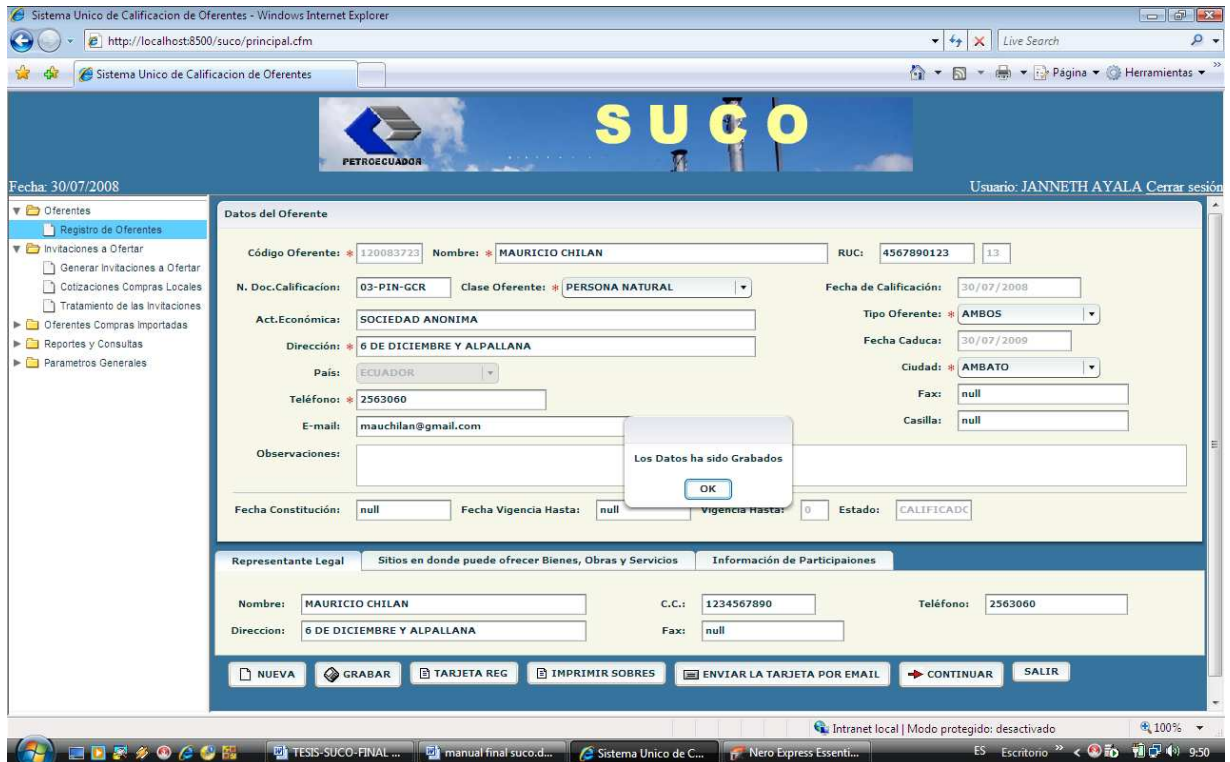 Sistema Unico de Calificacion de Oferentes - Windows Internet Explorer
http://localhost:8500/suco/principal.cfm
Live Search
Sistema Unico de Calificacion de Oferentes
Página
Herramientas
PETROECUADOR
SUCO
Fecha: 30/07/2008
Usuario: JANNETH AYALA Cerrar sesión
Oferentes
Registro de Oferentes
Invitaciones a Ofertar
Generar Invitaciones a Ofertar
Cotizaciones Compras Locales
Tratamiento de las Invitaciones
Oferentes Compras Importadas
Reportes y Consultas
Parametros Generales
Datos del Oferente
Código Oferente: * 120083723 Nombre: * MAURICIO CHILAN RUC: 4567890123 13
N. Doc.Calificacíon: 03-PIN-GCR Clase Oferente: * PERSONA NATURAL Fecha de Calificación: 30/07/2008
Act.Económica: SOCIEDAD ANONIMA Tipo Oferente: * AMBOS
Dirección: * 6 DE DICIEMBRE Y ALPALLANA Fecha Caduca: 30/07/2009
País: ECUADOR Ciudad: * AMBATO
Teléfono: * 2563060 Fax: null
E-mail: mauchilan@gmail.com Casilla: null
Observaciones:
Los Datos ha sido Grabados
OK
Fecha Constitución: null Fecha Vigencia Hasta: null Vigencia Hasta: 0 Estado: CALIFICADO
Representante Legal Sitios en donde puede ofrecer Bienes, Obras y Servicios Información de Participaiones
Nombre: MAURICIO CHILAN C.C.: 1234567890 Teléfono: 2563060
Direccion: 6 DE DICIEMBRE Y ALPALLANA Fax: null
NUEVA GRABAR TARJETA REG IMPRIMIR SOBRES ENVIAR LA TARJETA POR EMAIL CONTINUAR SALIR
Intranet local | Modo protegido: desactivado 100%
TESIS-SUCO-FINAL ... manual final suco.d... Sistema Unico de C... Nero Express Essenti... ES Escritorio 9:50